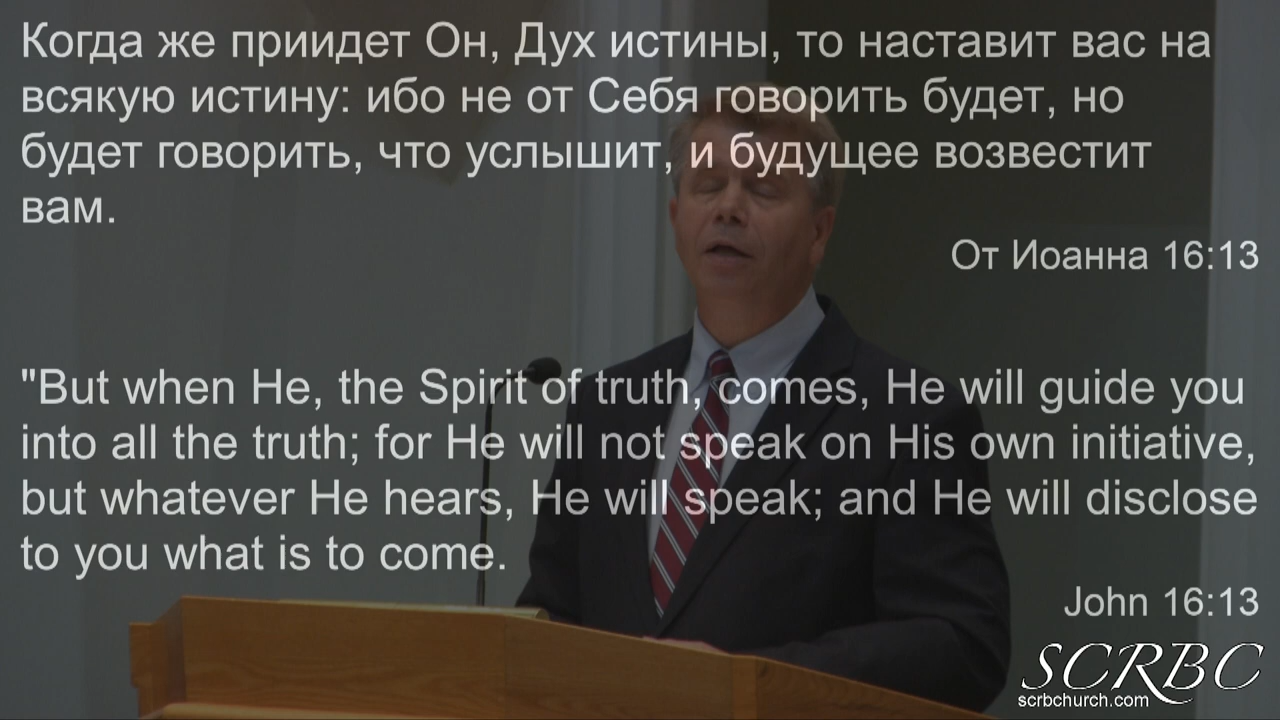 Когда же приидет Он, Дух истины, то наставит вас на
всякую истину: ибо не от Себя говорить будет, но
будет говорить, что услышит, и будущее возвестит
вам.
От Иоанна 16:13
"But when He, the Spirit of truth, comes, He will guide you
into all the truth; for He will not speak on His own initiative,
but whatever He hears, He will speak; and He will disclose
to you what is to come.
John 16:13
SCRBC
scrbchurch.com